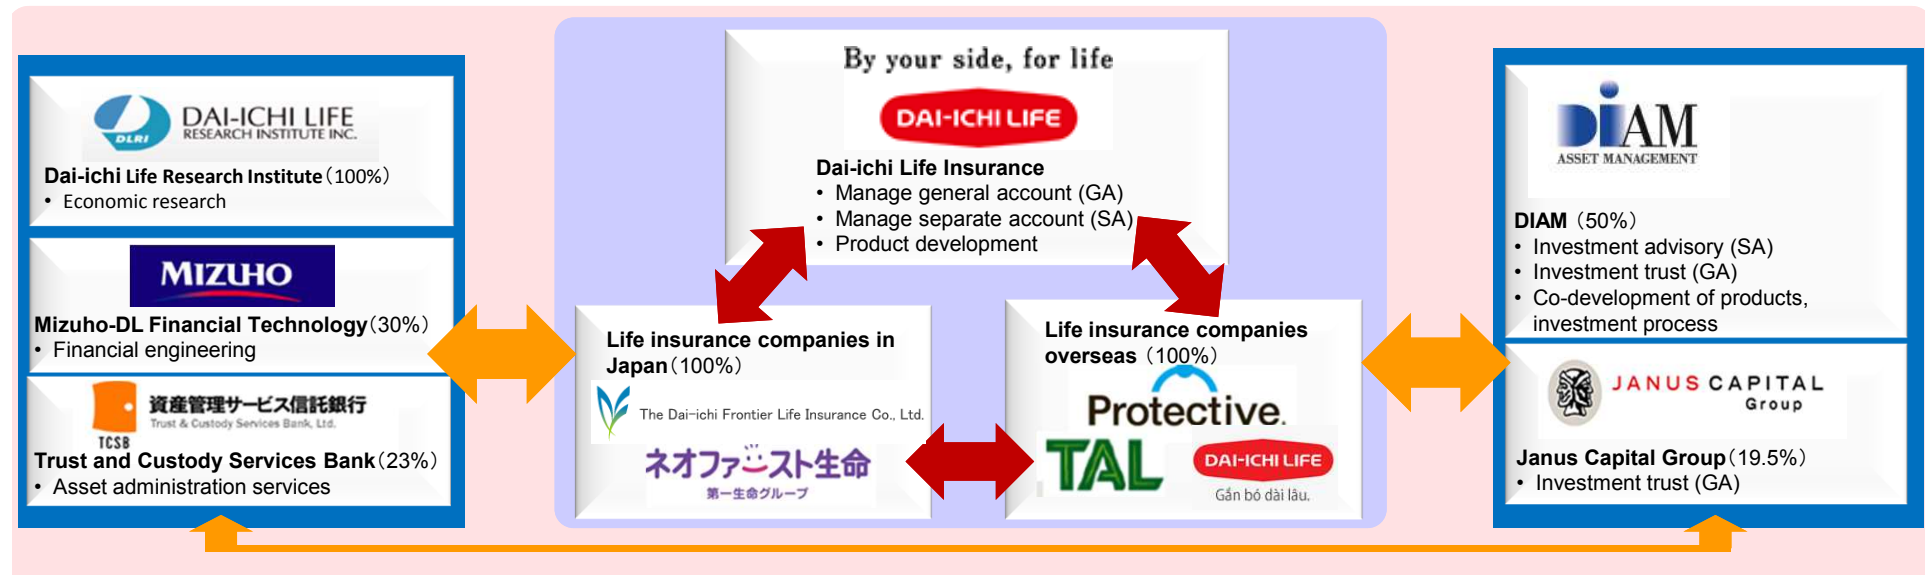 DLRI
DAI-ICHI LIFE
RESEARCH INSTITUTE INC.
Dai-ichi Life Research Institute（100%）
• Economic research
MIZUHO
Mizuho-DL Financial Technology（30%）
• Financial engineering
TCSB
資産管理サービス信託銀行
Trust & Custody Services Bank, Ltd.
Trust and Custody Services Bank（23%）
• Asset administration services
By your side, for life
DAI-ICHI LIFE
Dai-ichi Life Insurance
• Manage general account (GA)
• Manage separate account (SA)
• Product development
Life insurance companies in
Japan（100%）
The Dai-ichi Frontier Life Insurance Co., Ltd.
ネオファースト生命
第一生命グループ
Life insurance companies
overseas（100%）
Protective.
TAL
DAI-ICHI LIFE
Gắn bó dài lâu.
DIAM
ASSET MANAGEMENT
DIAM（50%）
• Investment advisory (SA)
• Investment trust (GA)
• Co-development of products,
investment process
JANUS CAPITAL
Group
Janus Capital Group（19.5%）
• Investment trust (GA)